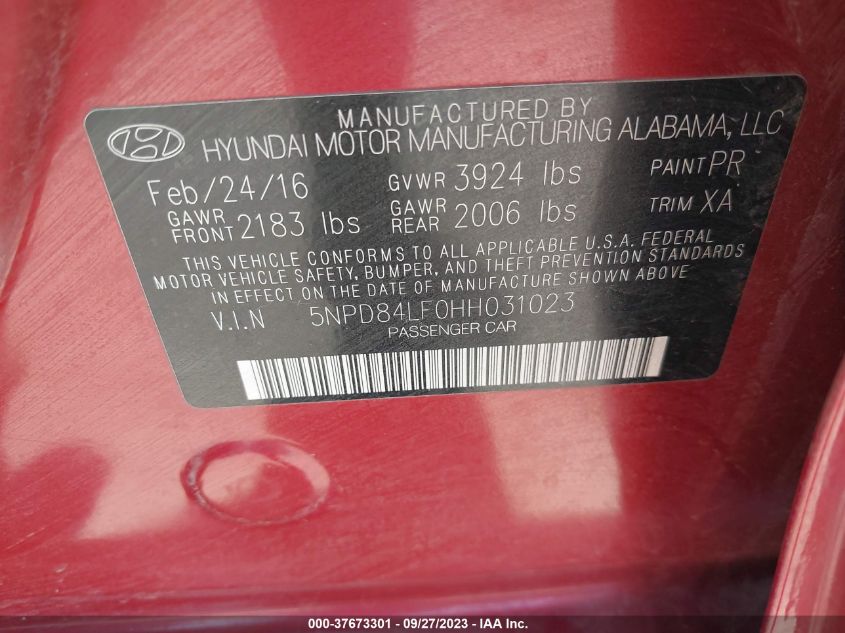 MANUFACTURED BY
HYUNDAI MOTOR MANUFACTURING ALABAMA, LLC
Feb/24/16 GVWR 3924 lbs PAINT PR
GAWR FRONT 2183 lbs GAWR REAR 2006 lbs TRIM XA
THIS VEHICLE CONFORMS TO ALL APPLICABLE U.S.A. FEDERAL
MOTOR VEHICLE SAFETY, BUMPER, AND THEFT PREVENTION STANDARDS
IN EFFECT ON THE DATE OF MANUFACTURE SHOWN ABOVE
V.I.N 5NPD84LF0HH031023
PASSENGER CAR
000-37673301 - 09/27/2023 - IAA Inc.